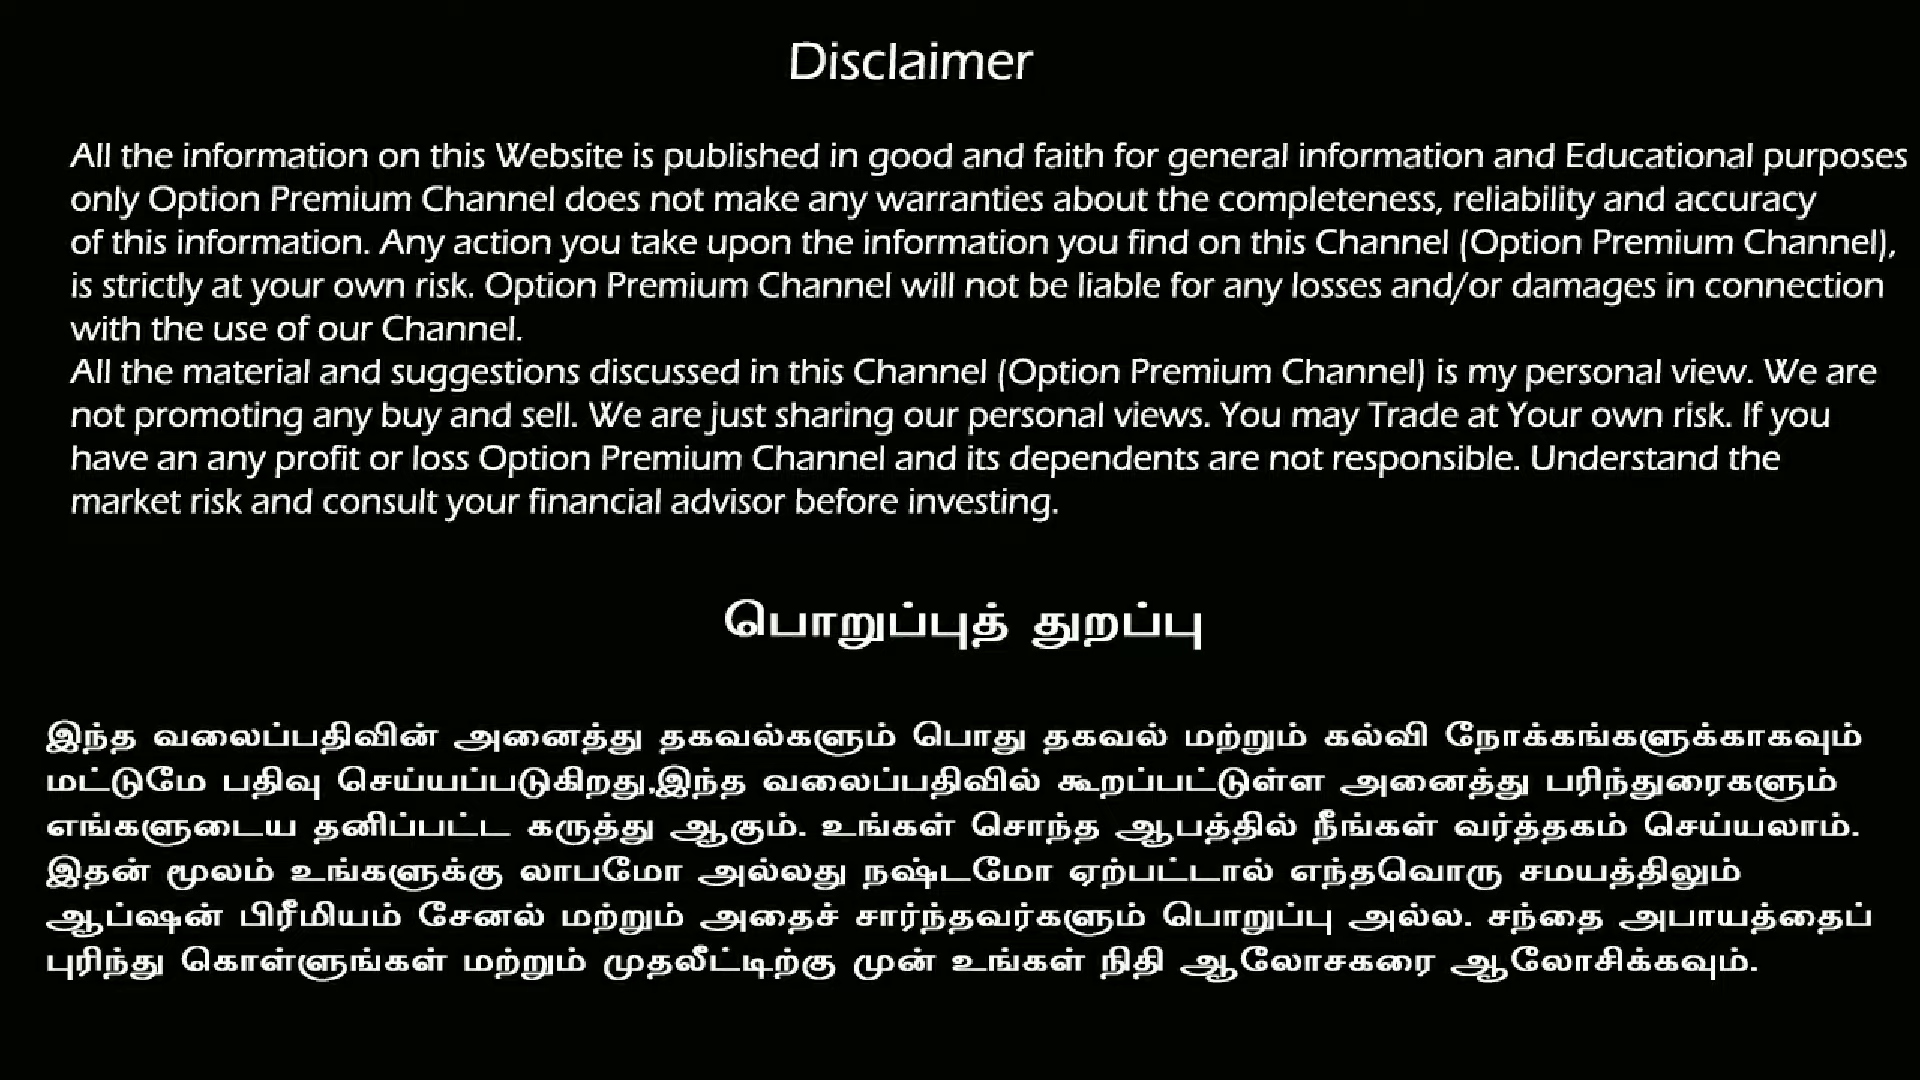 Disclaimer
All the information on this Website is published in good and faith for general information and Educational purposes
only Option Premium Channel does not make any warranties about the completeness, reliability and accuracy
of this information. Any action you take upon the information you find on this Channel (Option Premium Channel),
is strictly at your own risk. Option Premium Channel will not be liable for any losses and/or damages in connection
with the use of our Channel.
All the material and suggestions discussed in this Channel (Option Premium Channel) is my personal view. We are
not promoting any buy and sell. We are just sharing our personal views. You may Trade at Your own risk. If you
have an any profit or loss Option Premium Channel and its dependents are not responsible. Understand the
market risk and consult your financial advisor before investing.
பொறுப்புத் துறப்பு
இந்த வலைப்பதிவின் அனைத்து தகவல்களும் பொது தகவல் மற்றும் கல்வி நோக்கங்களுக்காகவும்
மட்டுமே பதிவு செய்யப்படுகிறது.இந்த வலைப்பதிவில் கூறப்பட்டுள்ள அனைத்து பரிந்துரைகளும்
எங்களுடைய தனிப்பட்ட கருத்து ஆகும். உங்கள் சொந்த ஆபத்தில் நீங்கள் வர்த்தகம் செய்யலாம்.
இதன் மூலம் உங்களுக்கு லாபமோ அல்லது நஷ்டமோ ஏற்பட்டால் எந்தவொரு சமயத்திலும்
ஆப்ஷன் பிரீமியம் சேனல் மற்றும் அதைச் சார்ந்தவர்களும் பொறுப்பு அல்ல. சந்தை அபாயத்தைப்
புரிந்து கொள்ளுங்கள் மற்றும் முதலீட்டிற்கு முன் உங்கள் நிதி ஆலோசகரை ஆலோசிக்கவும்.